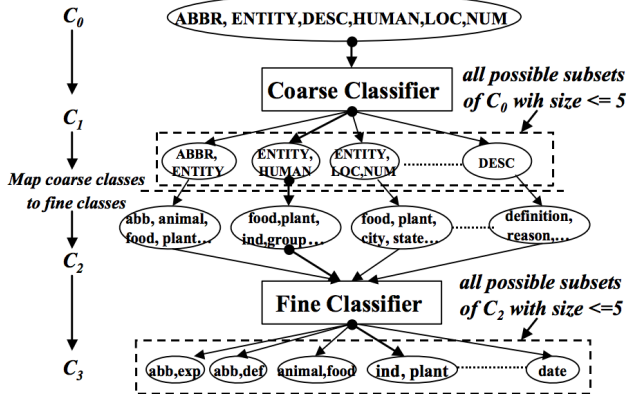 C0
ABBR, ENTITY,DESC,HUMAN,LOC,NUM
Coarse Classifier
all possible subsets
of C0 wih size <= 5
C1
ABBR,
ENTITY
ENTITY,
HUMAN
ENTITY,
LOC,NUM
DESC
Map coarse classes
to fine classes
abb, animal,
food, plant...
food,plant,
ind,group...
food, plant,
city, state...
definition,
reason,...
C2
Fine Classifier
all possible subsets
of C2 with size <=5
C3
abb,exp
abb,def
animal,food
ind, plant
date